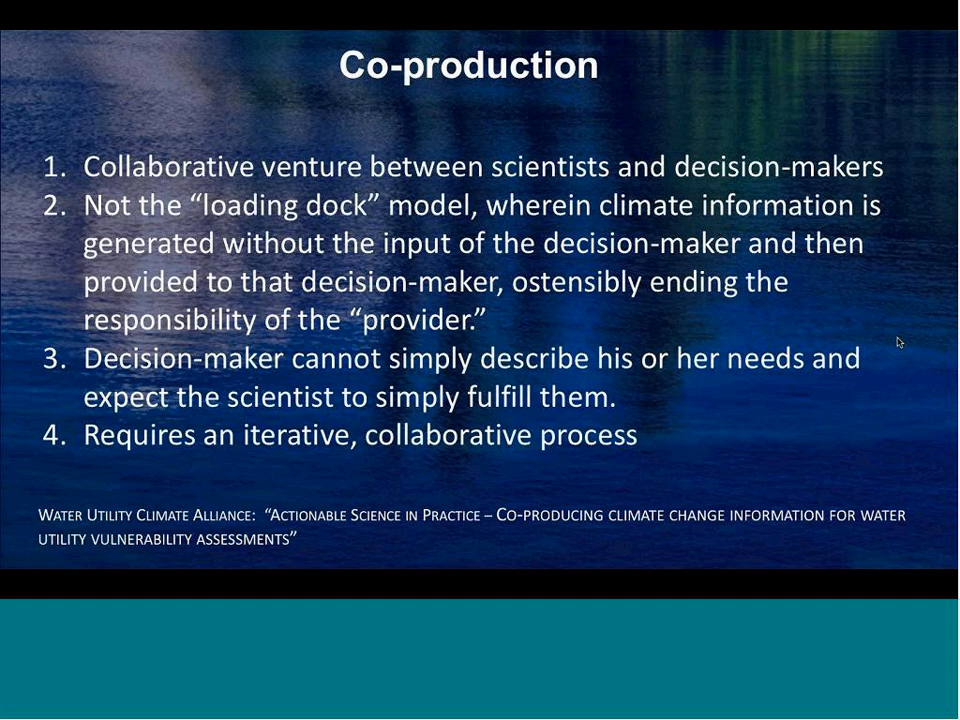 Co-production
1. Collaborative venture between scientists and decision-makers
2. Not the “loading dock” model, wherein climate information is
generated without the input of the decision-maker and then
provided to that decision-maker, ostensibly ending the
responsibility of the “provider.”
3. Decision-maker cannot simply describe his or her needs and
expect the scientist to simply fulfill them.
4. Requires an iterative, collaborative process
Water Utility Climate Alliance: “Actionable Science in Practice – Co-producing climate change information for water
utility vulnerability assessments”